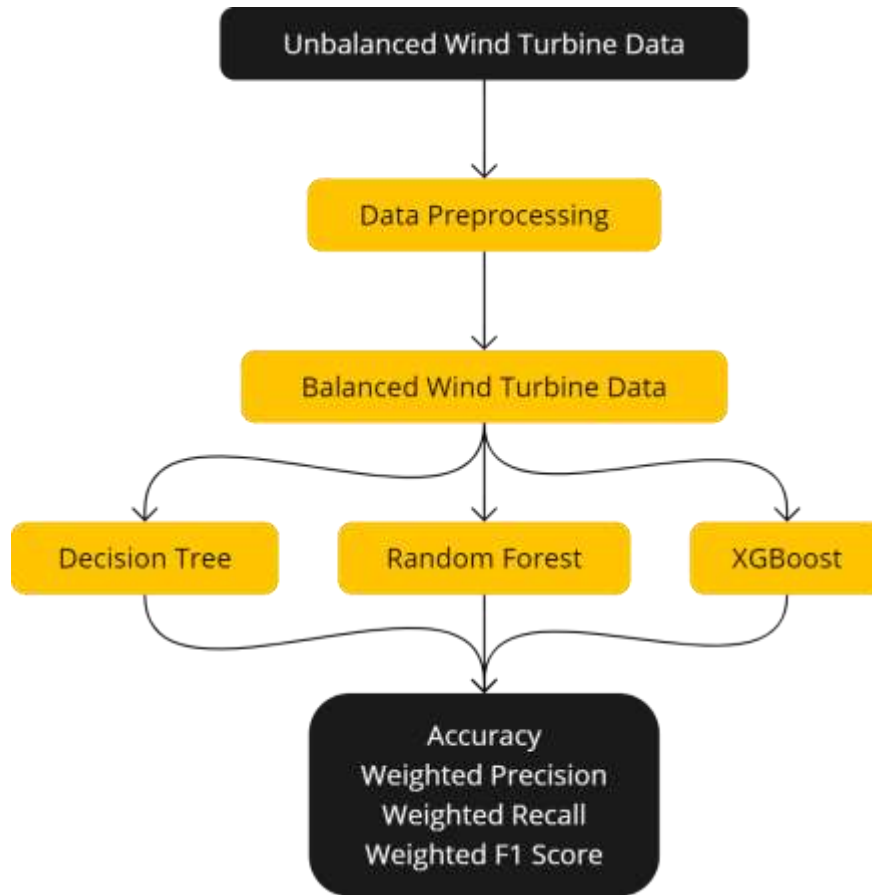 Unbalanced Wind Turbine Data
Data Preprocessing
Balanced Wind Turbine Data
Decision Tree
Random Forest
XGBoost
Accuracy
Weighted Precision
Weighted Recall
Weighted F1 Score